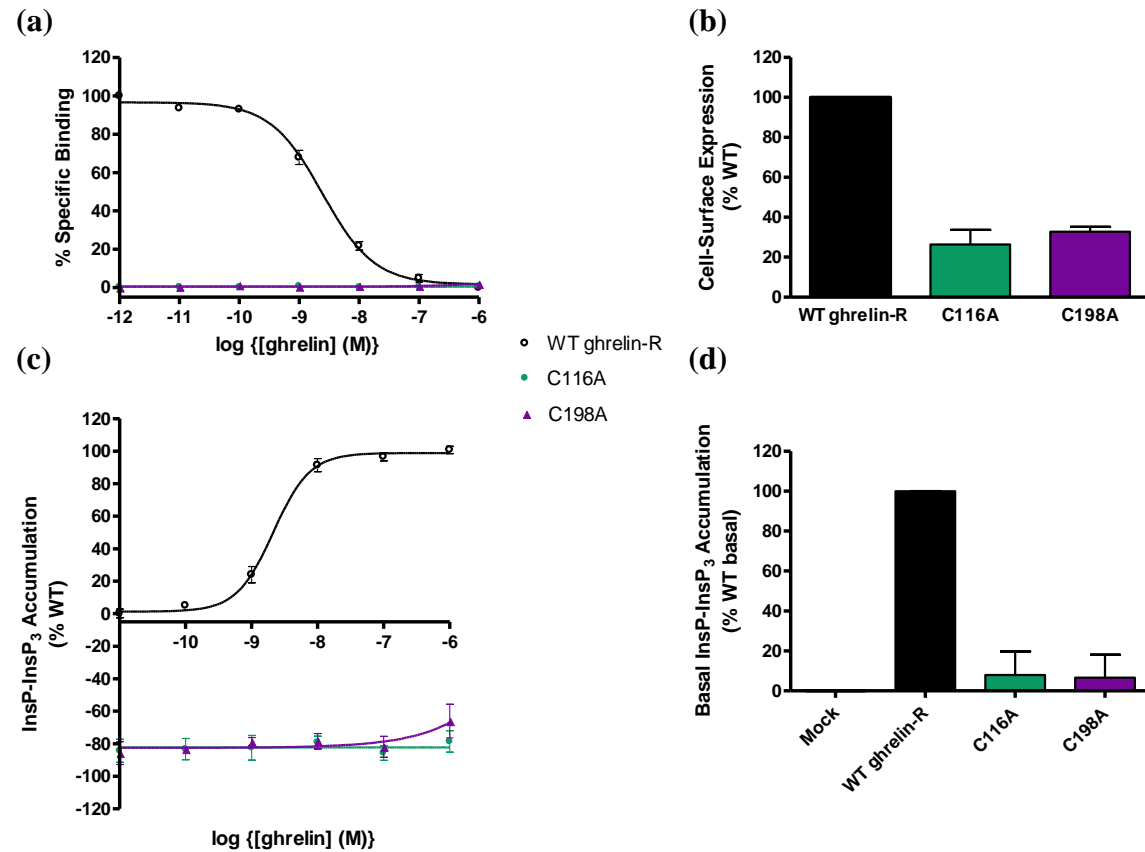 (a)
120
100
80
60
40
20
0
% Specific Binding
-12 -11 -10 -9 -8 -7 -6
log {[ghrelin] (M)}
(b)
120
100
80
60
40
20
0
Cell-Surface Expression
(% WT)
WT ghrelin-R C116A C198A
WT ghrelin-R
C116A
C198A
(c)
120
100
80
60
40
20
0
-20
-40
-60
-80
-100
-120
InsP-InsP3 Accumulation
(% WT)
-10 -9 -8 -7 -6
log {[ghrelin] (M)}
(d)
120
100
80
60
40
20
0
Basal InsP-InsP3 Accumulation
(% WT basal)
Mock
WT ghrelin-R
C116A
C198A